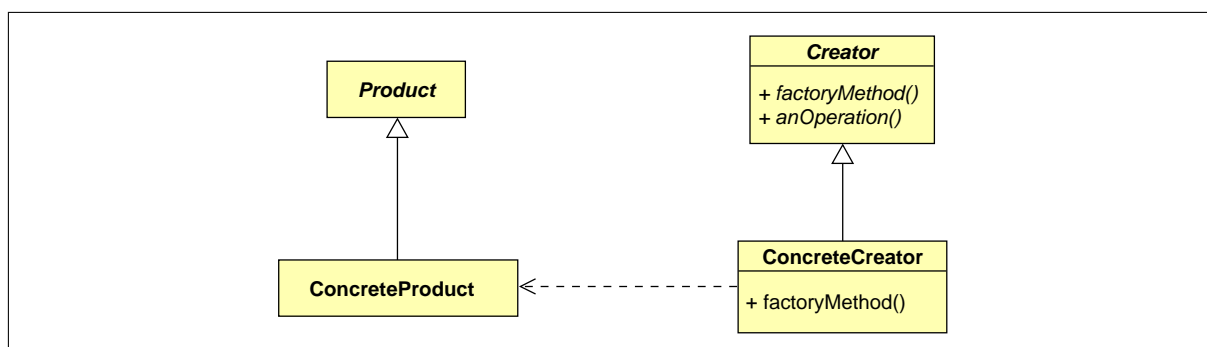 Product
Creator
+ factoryMethod()
+ anOperation()
ConcreteProduct
ConcreteCreator
+ factoryMethod()